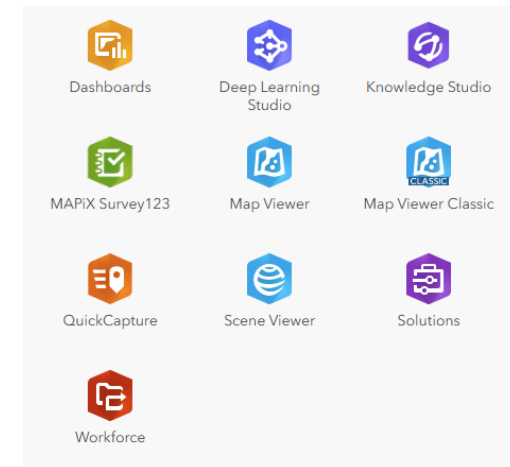 Dashboards
Deep Learning
Studio
Knowledge Studio
MAPiX Survey123
Map Viewer
CLASSIC
Map Viewer Classic
QuickCapture
Scene Viewer
Solutions
Workforce